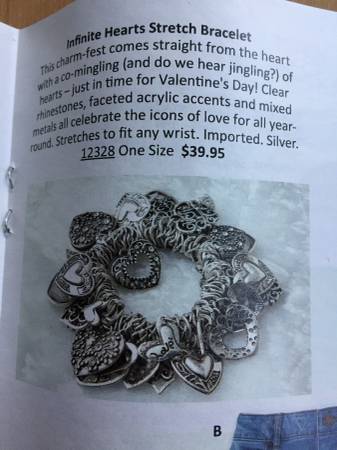 Infinite Hearts Stretch Bracelet
This charm-fest comes straight from the heart
with a co-mingling (and do we hear jingling?) of
hearts – just in time for Valentine's Day! Clear
rhinestones, faceted acrylic accents and mixed
metals all celebrate the icons of love for all year-
round. Stretches to fit any wrist. Imported. Silver.
12328 One Size $39.95
B